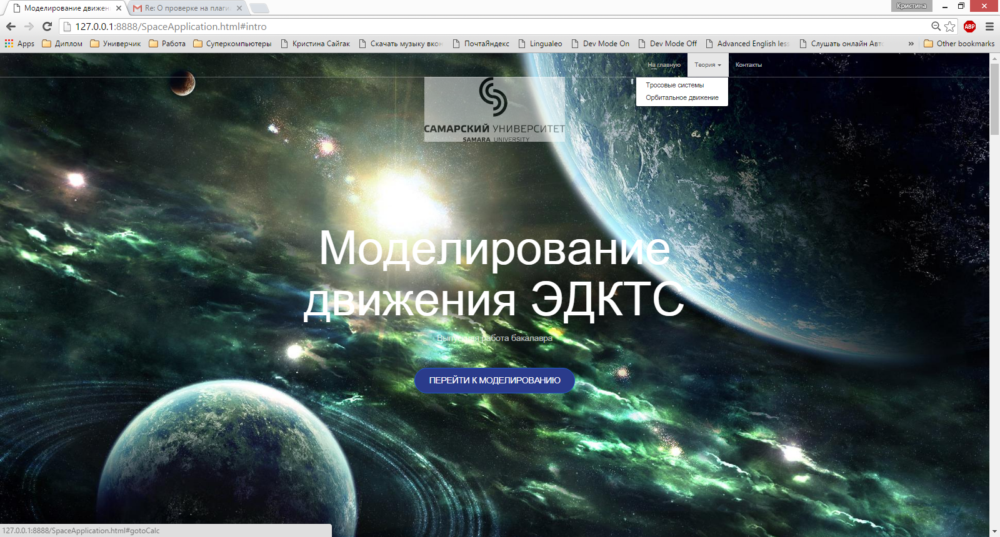 Моделирование движен
Re: О проверке на плаги
Кристина
127.0.0.1:8888/SpaceApplication.html#intro
ABP
Apps
Диплом
Универчик
Работа
Суперкомпьютеры
Кристина Сайгак
Скачать музыку вкон
ПочтаЯндекс
Lingualeo
Dev Mode On
Dev Mode Off
Advanced English less
Слушать онлайн Авто
»
Other bookmarks
На главную
Теория
Контакты
Тросовые системы
Орбитальное движение
САМАРСКИЙ УНИВЕРСИТЕТ
SAMARA UNIVERSITY
Моделирование
движения ЭДКТС
Выпускная работа бакалавра
ПЕРЕЙТИ К МОДЕЛИРОВАНИЮ
127.0.0.1:8888/SpaceApplication.html#gotoCalc